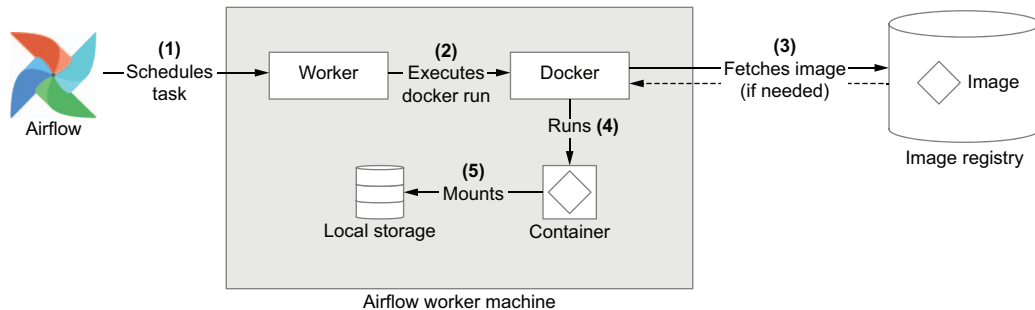 (1)
Schedules
task
Airflow
Worker
(2)
Executes
docker run
Docker
(3)
Fetches image
(if needed)
Image
Image registry
Runs (4)
(5)
Mounts
Local storage
Container
Airflow worker machine